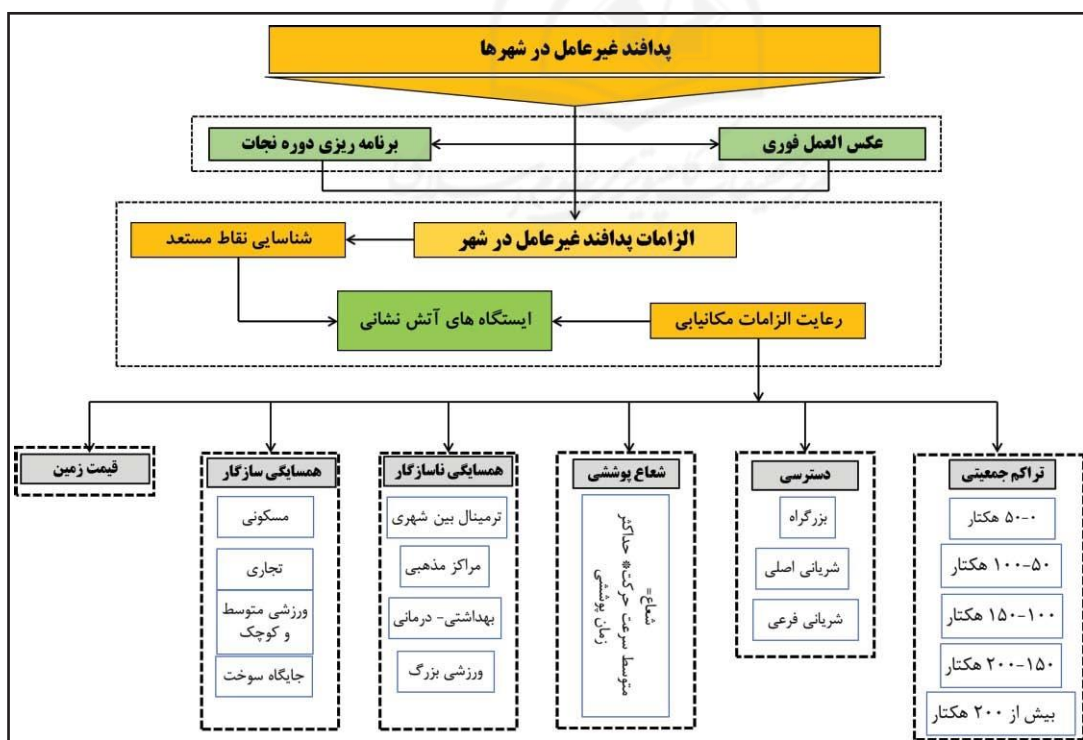 پدافند غیرعامل در شهرها
عکس العمل فوری
برنامه ریزی دوره نجات
الزامات پدافند غیرعامل در شهر
شناسایی نقاط مستعد
رعایت الزامات مکانیابی
ایستگاه های آتش نشانی
تراکم جمعیتی
۵۰-۰ هکتار
۱۰۰-۵۰ هکتار
۱۵۰-۱۰۰ هکتار
۲۰۰-۱۵۰ هکتار
بیش از ۲۰۰ هکتار
دسترسی
بزرگراه
شریانی اصلی
شریانی فرعی
شعاع پوششی
شعاع=
متوسط سرعت حرکت* حداکثر
زمان پوششی
همسایگی ناسازگار
ترمینال بین شهری
مراکز مذهبی
بهداشتی- درمانی
ورزشی بزرگ
همسایگی سازگار
مسکونی
تجاری
ورزشی متوسط
و کوچک
جایگاه سوخت
قیمت زمین